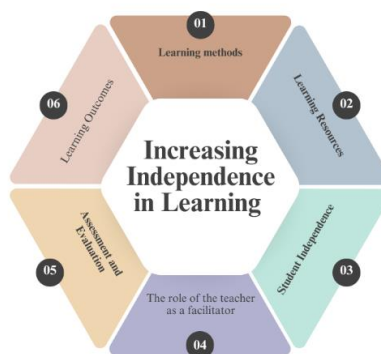 01
Learning methods
02
Learning Resources
03
Student Independence
The role of the teacher
as a facilitator
04
05
Assessment and
Evaluation
06
Learning Outcomes
Increasing
Independence
in Learning